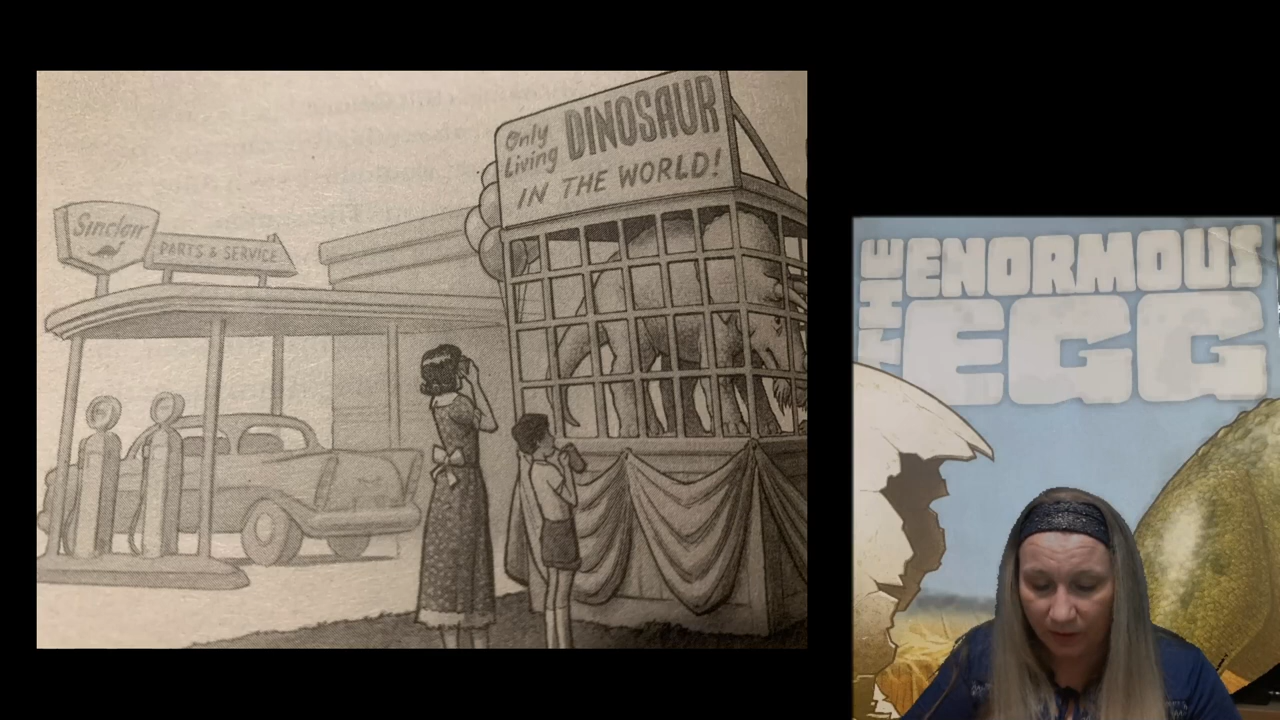 Only
Living DINOSAUR
IN THE WORLD!
Sinclair
PARTS & SERVICE
THE ENORMOUS
EGG